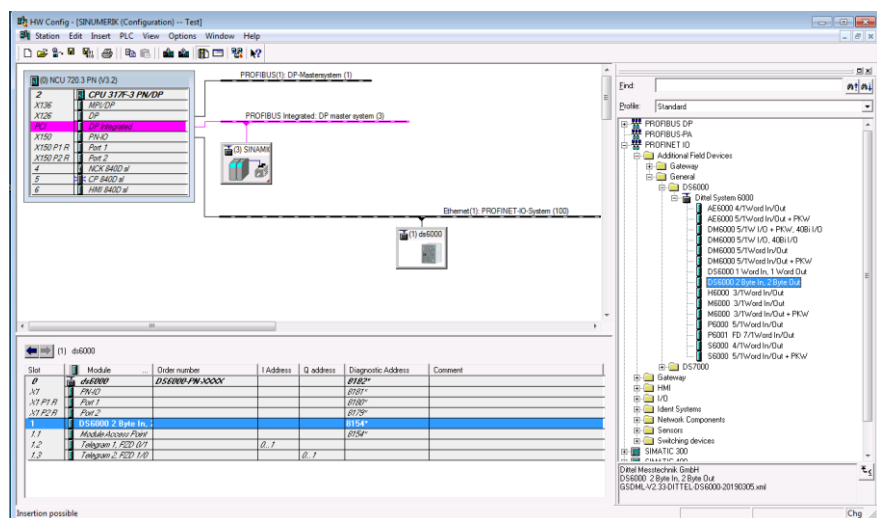 HW Config - [SINUMERIK (Configuration) -- Test]
Station Edit Insert PLC View Options Window Help
(0) NCU 720.3 PN (V3.2)
2 CPU 317F-3 PN/DP
X136 MPI/DP
X126 DP
PCI DP integrated
X150 PN-IO
X150 P1 R Port 1
X150 P2 R Port 2
4 NCK 840D sl
5 CP 840D sl
6 HMI 840D sl
PROFIBUS(1): DP-Mastersystem (1)
PROFIBUS Integrated: DP master system (3)
(3) SINAMI
Ethernet(1): PROFINET-IO-System (100)
(1) ds6000
(1) ds6000
Slot Module ... Order number I Address Q address Diagnostic Address Comment
0 ds6000 DS6000-PN-XXXX 8182*
X1 PN-IO 8181*
X1 P1 R Port 1 8180*
X1 P2 R Port 2 8179*
1 DS6000 2 Byte In, 2 8154*
1.1 Module Access Point 8154*
1.2 Telegram 1, PZD 0/1 0..1
1.3 Telegram 2, PZD 1/0 0..1
Insertion possible
Find:
Profile: Standard
PROFIBUS DP
PROFIBUS-PA
PROFINET IO
Additional Field Devices
Gateway
General
DS6000
Dittel System 6000
AE6000 4/1Word In/Out
AE6000 5/1Word In/Out + PKW
DM6000 5/1W I/O + PKW, 40Bi I/O
DM6000 5/1W I/O, 40Bi I/O
DM6000 5/1Word In/Out
DM6000 5/1Word In/Out + PKW
DS6000 1 Word In, 1 Word Out
DS6000 2 Byte In, 2 Byte Out
H6000 3/1Word In/Out
M6000 3/1Word In/Out
M6000 3/1Word In/Out + PKW
P6000 5/1Word In/Out
P6001 FD 7/1Word In/Out
S6000 4/1Word In/Out
S6000 5/1Word In/Out + PKW
DS7000
Gateway
HMI
I/O
Ident Systems
Network Components
Sensors
Switching devices
SIMATIC 300
SIMATIC 400
Dittel Messtechnik GmbH
DS6000 2 Byte In, 2 Byte Out
GSDML-V2.33-DITTEL-DS6000-20190305.xml
Chg